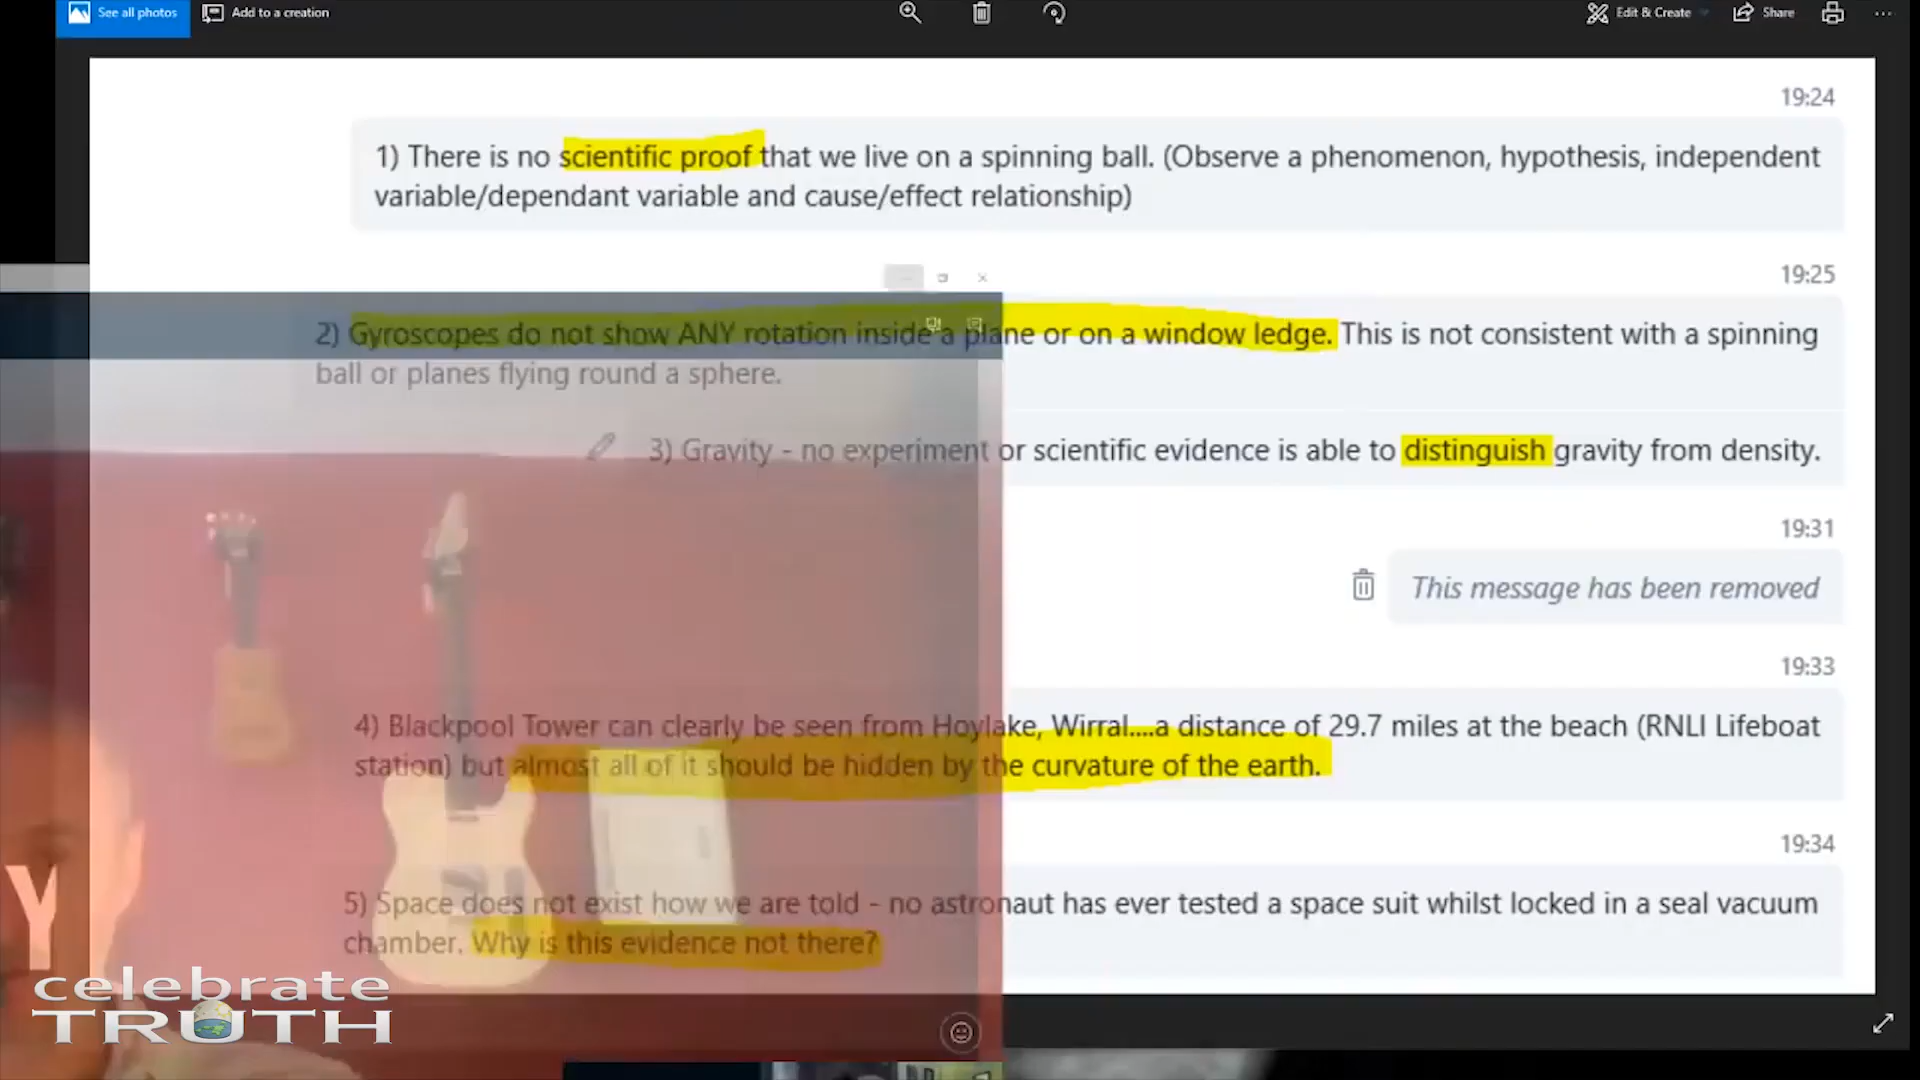 See all photos
Add to a creation
Edit & Create
Share
19:24
1) There is no scientific proof that we live on a spinning ball. (Observe a phenomenon, hypothesis, independent
variable/dependant variable and cause/effect relationship)
19:25
2) Gyroscopes do not show ANY rotation inside a plane or on a window ledge. This is not consistent with a spinning
ball or planes flying round a sphere.
3) Gravity - no experiment or scientific evidence is able to distinguish gravity from density.
19:31
This message has been removed
19:33
4) Blackpool Tower can clearly be seen from Hoylake, Wirral....a distance of 29.7 miles at the beach (RNLI Lifeboat
station) but almost all of it should be hidden by the curvature of the earth.
19:34
5) Space does not exist how we are told - no astronaut has ever tested a space suit whilst locked in a seal vacuum
chamber. Why is this evidence not there?
Y
celebrate
TRUTH